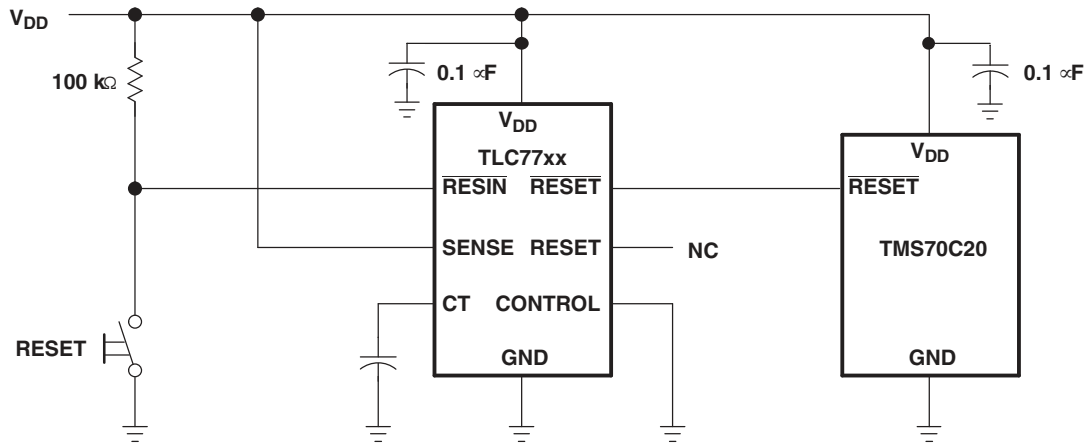 VDD
100 kΩ
0.1 ∝F
0.1 ∝F
VDD
TLC77xx
VDD
RESIN RESET
RESET
SENSE RESET
NC
TMS70C20
CT CONTROL
RESET
GND
GND